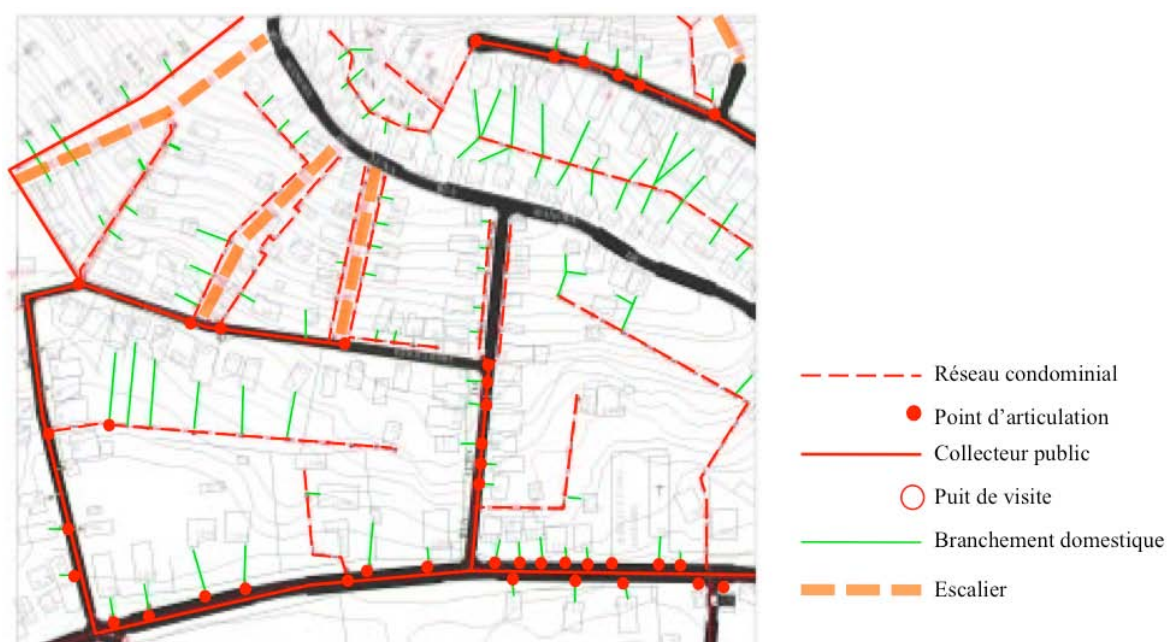 Réseau condominial
Point d'articulation
Collecteur public
Puit de visite
Branchement domestique
Escalier